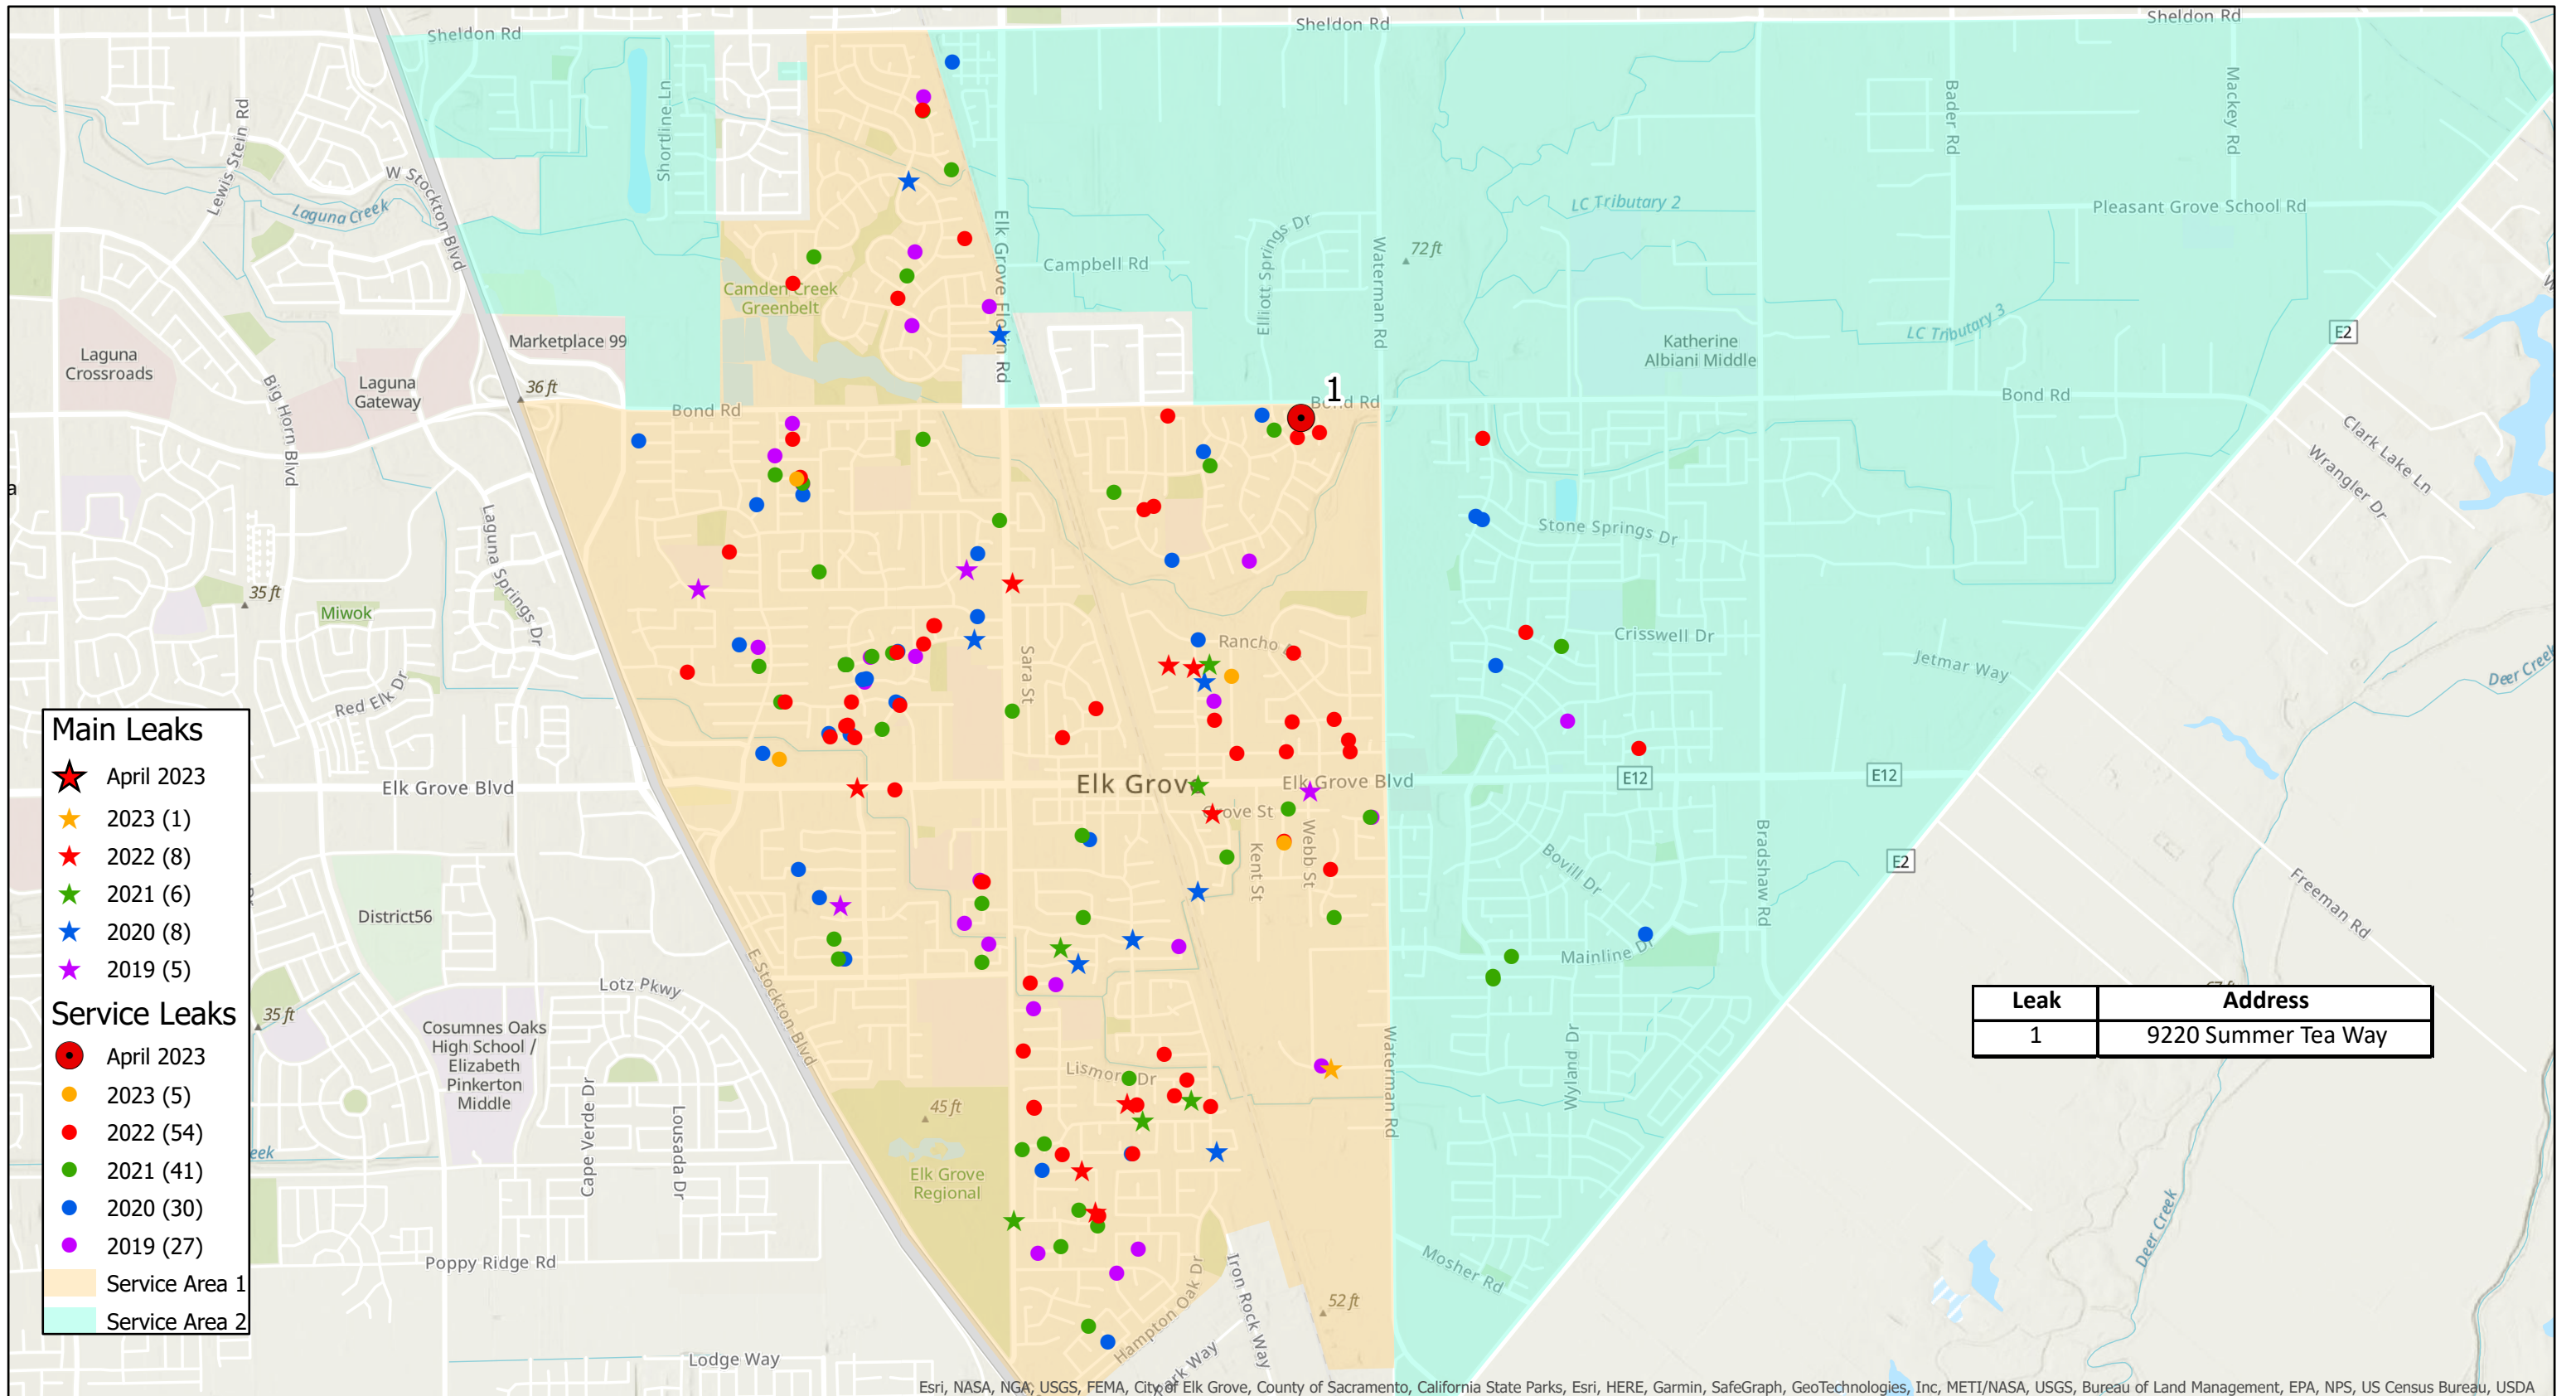 Sheldon Rd
Sheldon Rd
Sheldon Rd
Lewis Stein Rd
W Stockton Blvd
Shortline Ln
Laguna Creek
Elk Grove Florin Rd
Campbell Rd
Elliott Springs Dr
Waterman Rd
72 ft
LC Tributary 2
Bader Rd
Mackey Rd
Pleasant Grove School Rd
Camden Creek
Greenbelt
Marketplace 99
Laguna
Crossroads
Laguna
Gateway
36 ft
Big Horn Blvd
Katherine
Albiani Middle
LC Tributary 3
E2
1
Bond Rd
Bond Rd
Bond Rd
Clark Lake Ln
Wrangler Dr
a
Laguna Springs Dr
Stone Springs Dr
35 ft
Miwok
Red Elk Dr
Sara St
Rancho
Crisswell Dr
Jetmar Way
Deer Creek
Main Leaks
April 2023
2023 (1)
2022 (8)
2021 (6)
2020 (8)
2019 (5)
Service Leaks
April 2023
2023 (5)
2022 (54)
2021 (41)
2020 (30)
2019 (27)
Service Area 1
Service Area 2
Elk Grove Blvd
Elk Grove
Elk Grove Blvd
E12
E12
Grove St
Kent St
Webb St
Bovill Dr
Bradshaw Rd
E2
Freeman Rd
District56
Mainline Dr
Lotz Pkwy
E Stockton Blvd
35 ft
Cosumnes Oaks
High School /
Elizabeth
Pinkerton
Middle
Leak Address
1 9220 Summer Tea Way
Waterman Rd
Wyland Dr
Lismore Dr
45 ft
Cape Verde Dr
Lousada Dr
eek
Elk Grove
Regional
Deer Creek
Poppy Ridge Rd
Hampton Oak Dr
Iron Rock Way
Mosher Rd
52 ft
Lodge Way
Park Way
Esri, NASA, NGA, USGS, FEMA, City of Elk Grove, County of Sacramento, California State Parks, Esri, HERE, Garmin, SafeGraph, GeoTechnologies, Inc, METI/NASA, USGS, Bureau of Land Management, EPA, NPS, US Census Bureau, USDA